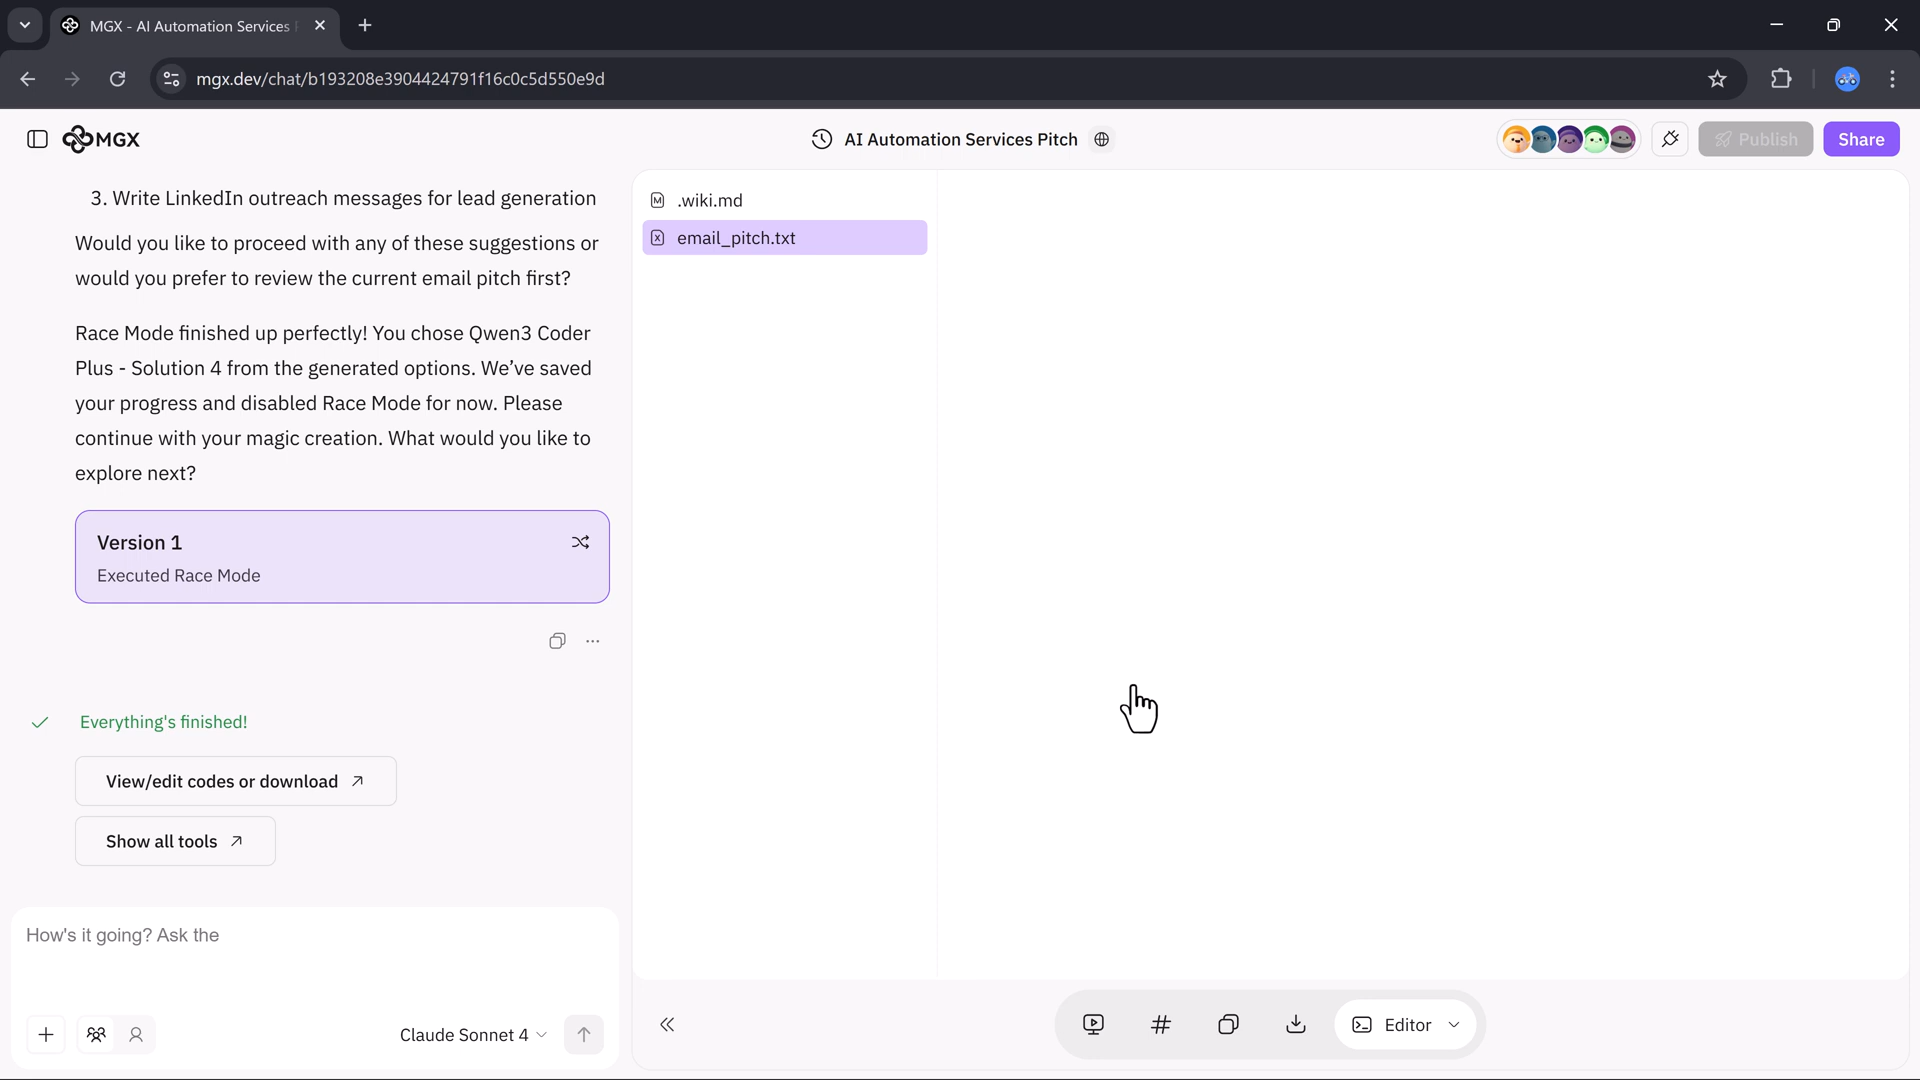 MGX - AI Automation Services
mgx.dev/chat/b193208e3904424791f16c0c5d550e9d
MGX
AI Automation Services Pitch
Publish
Share
3. Write LinkedIn outreach messages for lead generation
Would you like to proceed with any of these suggestions or
would you prefer to review the current email pitch first?
Race Mode finished up perfectly! You chose Qwen3 Coder
Plus - Solution 4 from the generated options. We’ve saved
your progress and disabled Race Mode for now. Please
continue with your magic creation. What would you like to
explore next?
Version 1
Executed Race Mode
Everything's finished!
View/edit codes or download
Show all tools
How's it going? Ask the
Claude Sonnet 4
.wiki.md
email_pitch.txt
Editor